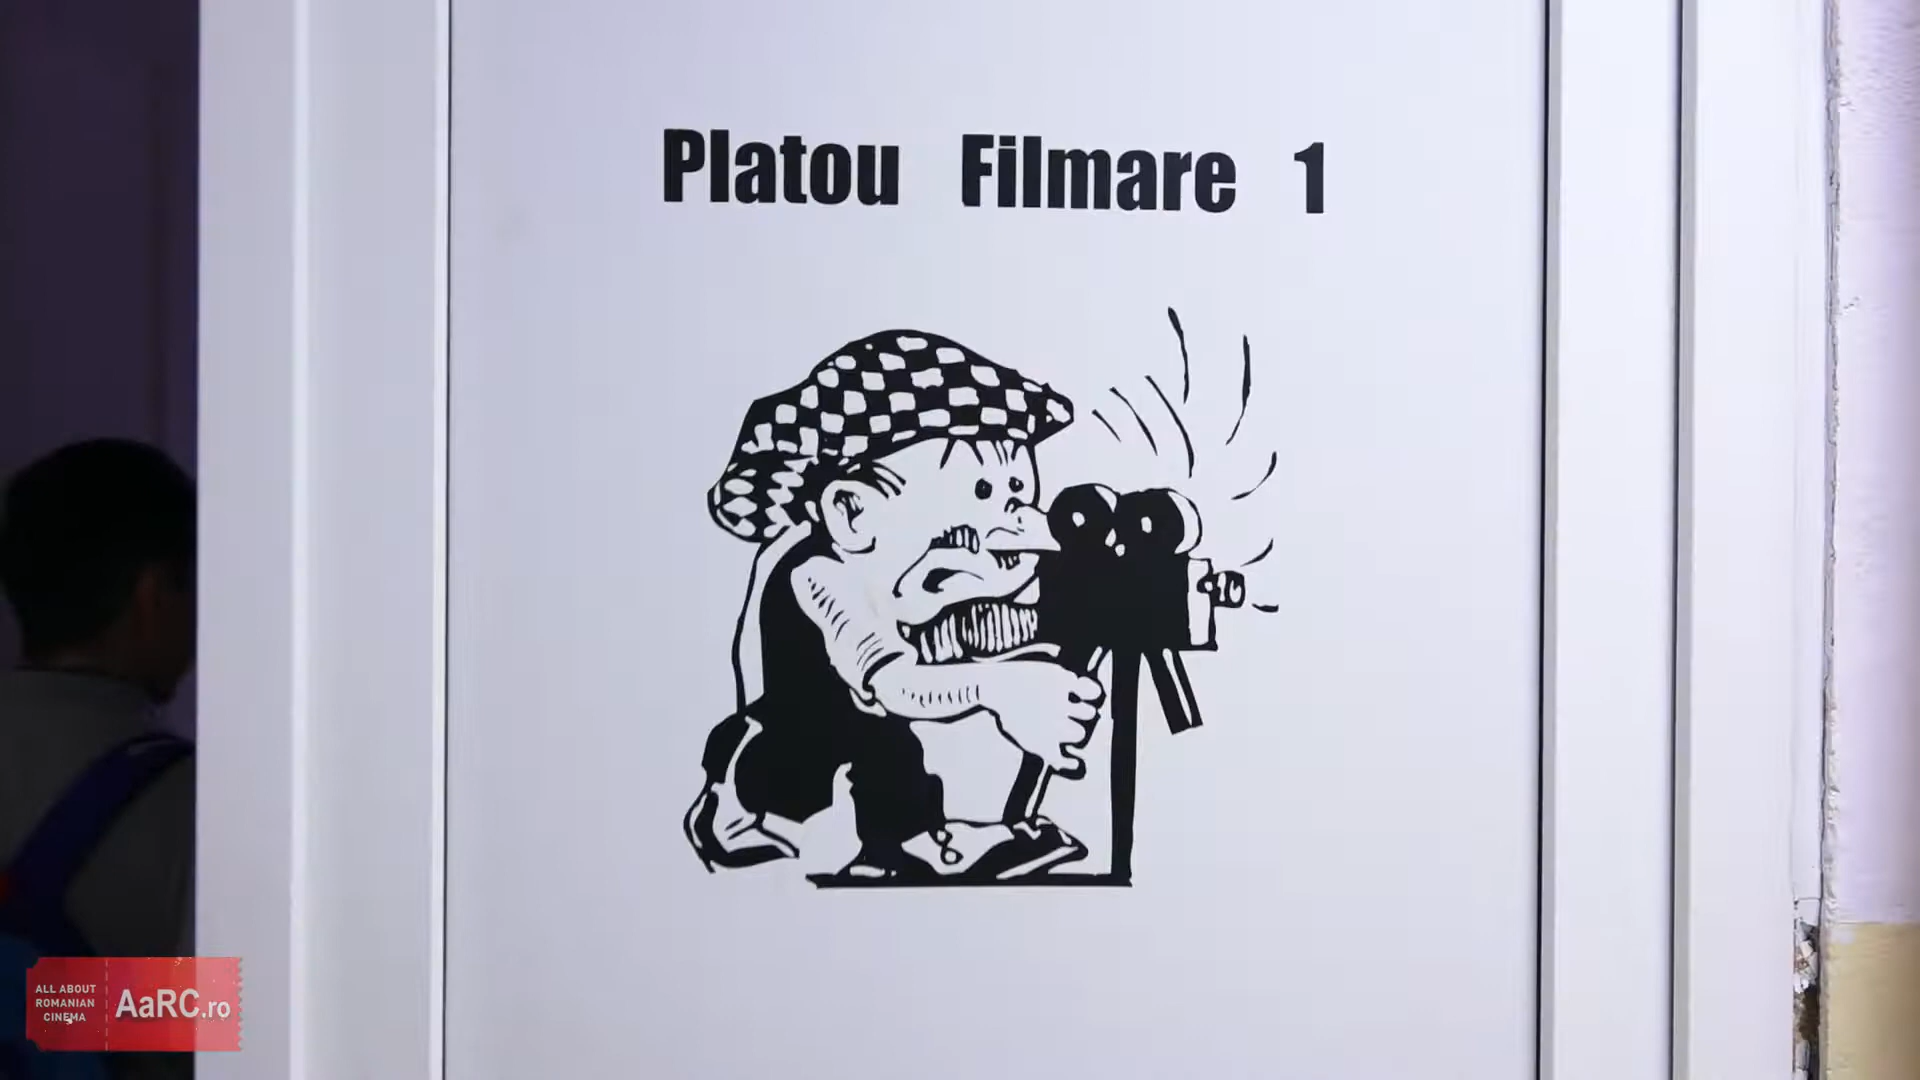 Platou Filmare 1
ALL ABOUT
ROMANIAN
CINEMA
AaRC.ro